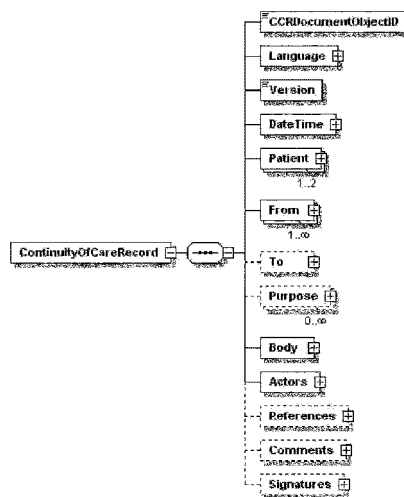 CCRDocumentObjectID
Language
Version
DateTime
Patient
1..2
From
1..∞
ContinuityOfCareRecord
To
Purpose
0..∞
Body
Actors
References
Comments
Signatures